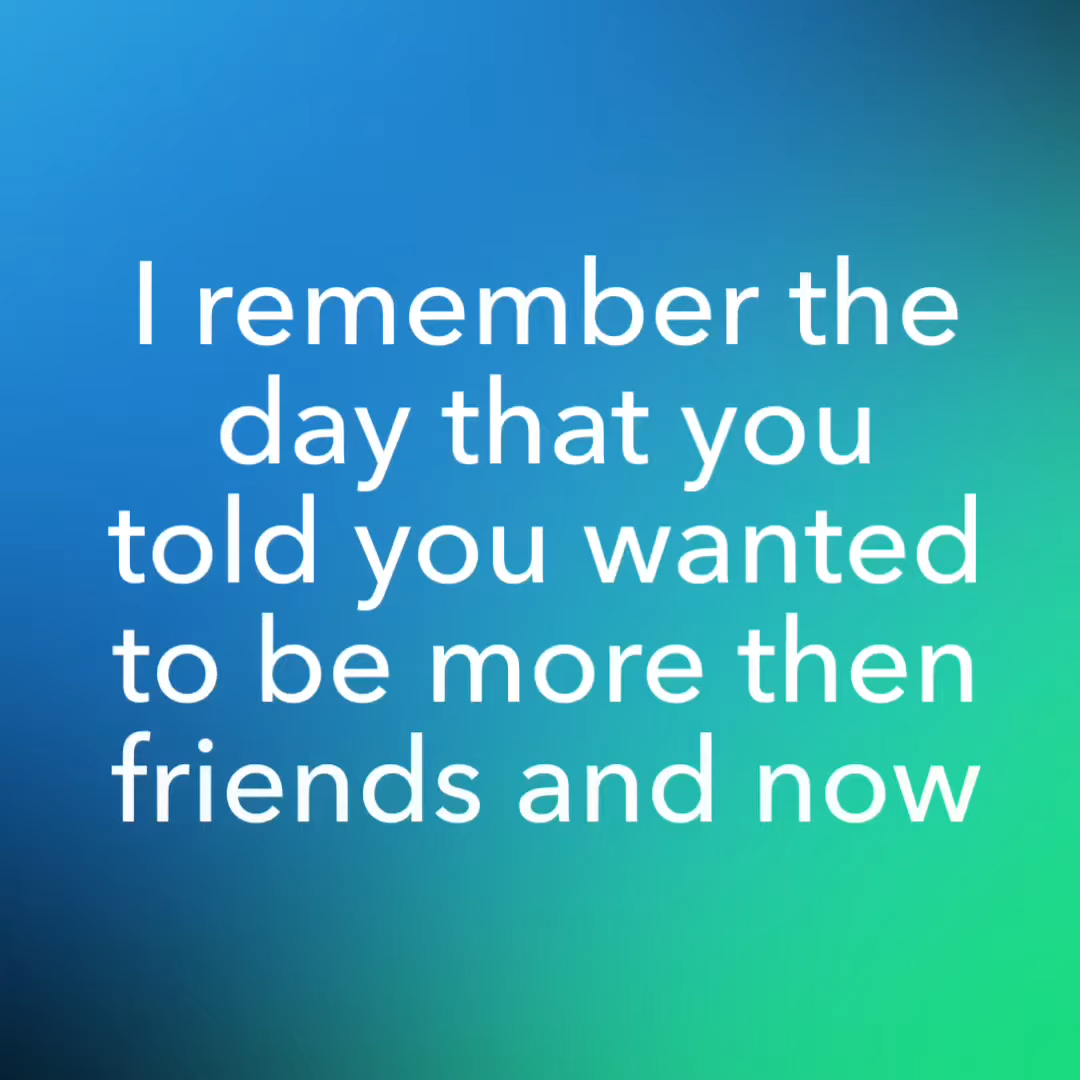 I remember the
day that you
told you wanted
to be more then
friends and now